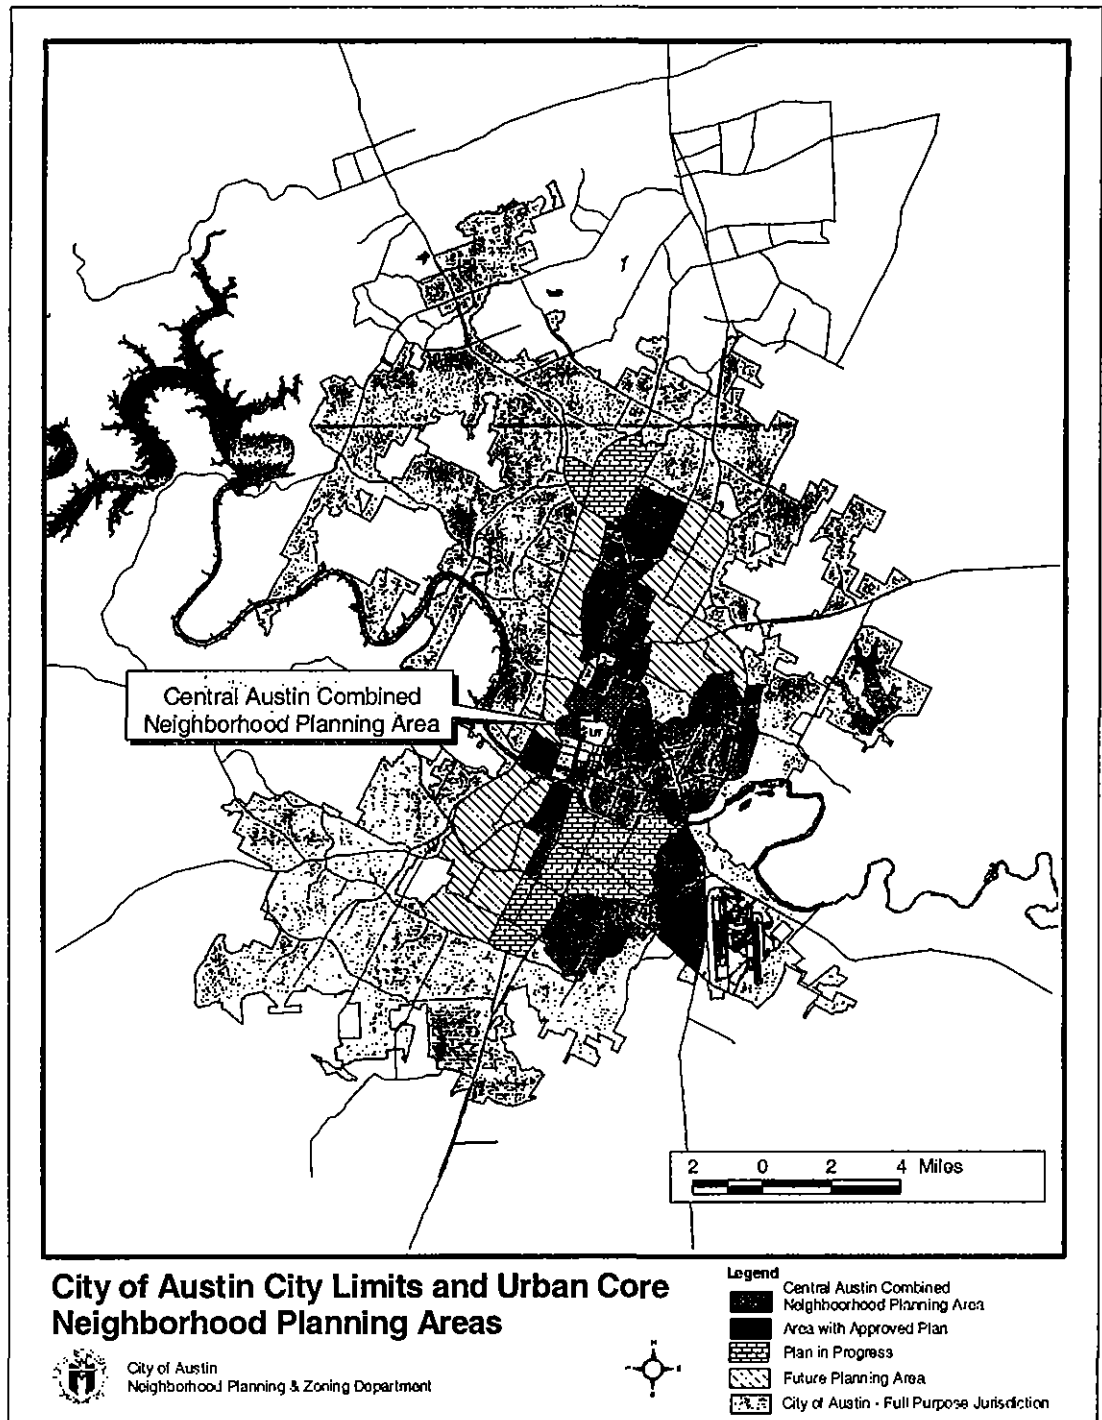 Central Austin Combined
Neighborhood Planning Area
UT
2 0 2 4 Miles
City of Austin City Limits and Urban Core
Neighborhood Planning Areas
City of Austin
Neighborhood Planning & Zoning Department
N
E
S
W
Legend
Central Austin Combined
Neighboorhood Planning Area
Area with Approved Plan
Plan in Progress
Future Planning Area
City of Austin - Full Purpose Jurisdiction